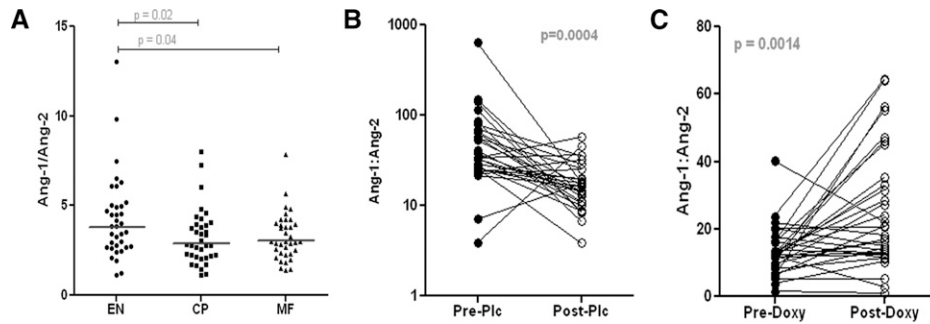 A
p = 0.02
p = 0.04
15
10
5
0
Ang-1/Ang-2
EN CP MF
B
p=0.0004
1000
100
10
1
Ang-1:Ang-2
Pre-Plc Post-Plc
C
p = 0.0014
80
60
40
20
0
Ang-1:Ang-2
Pre-Doxy Post-Doxy